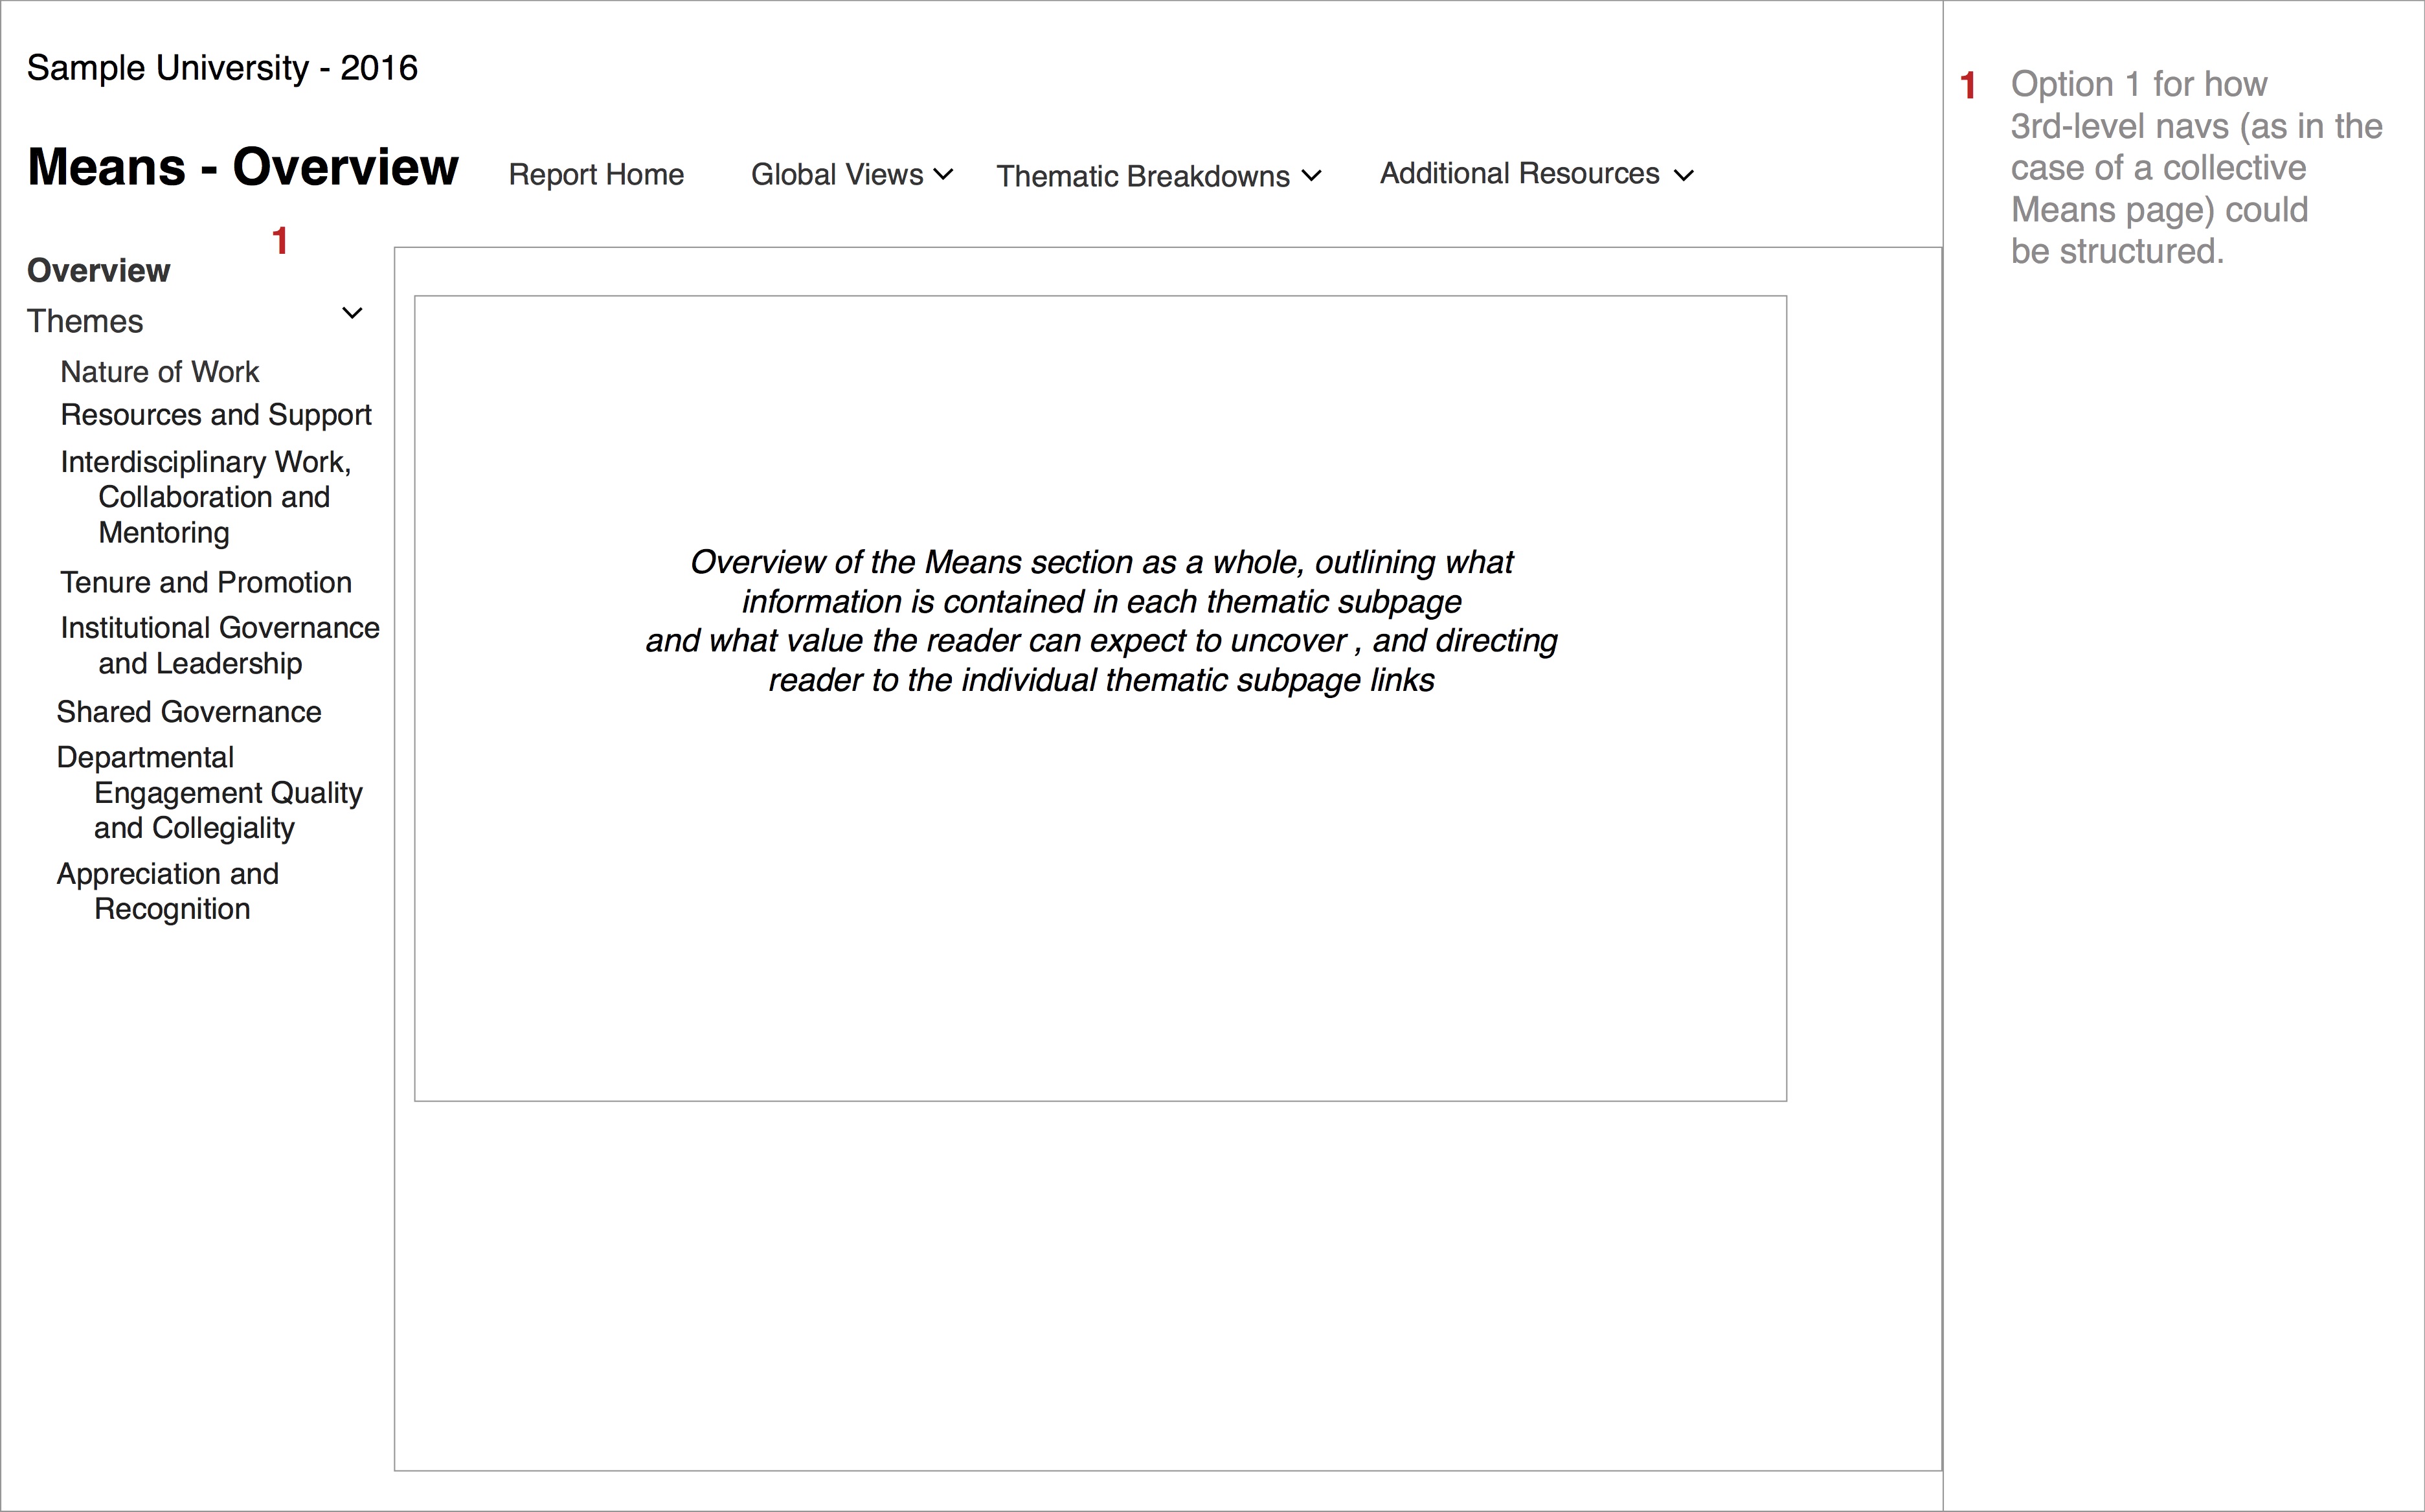 Sample University - 2016
Means - Overview
Report Home
Global Views
Thematic Breakdowns
Additional Resources
1
Overview
Themes
Nature of Work
Resources and Support
Interdisciplinary Work,
Collaboration and
Mentoring
Tenure and Promotion
Institutional Governance
and Leadership
Shared Governance
Departmental
Engagement Quality
and Collegiality
Appreciation and
Recognition
Overview of the Means section as a whole, outlining what
information is contained in each thematic subpage
and what value the reader can expect to uncover , and directing
reader to the individual thematic subpage links
1 Option 1 for how
3rd-level navs (as in the
case of a collective
Means page) could
be structured.